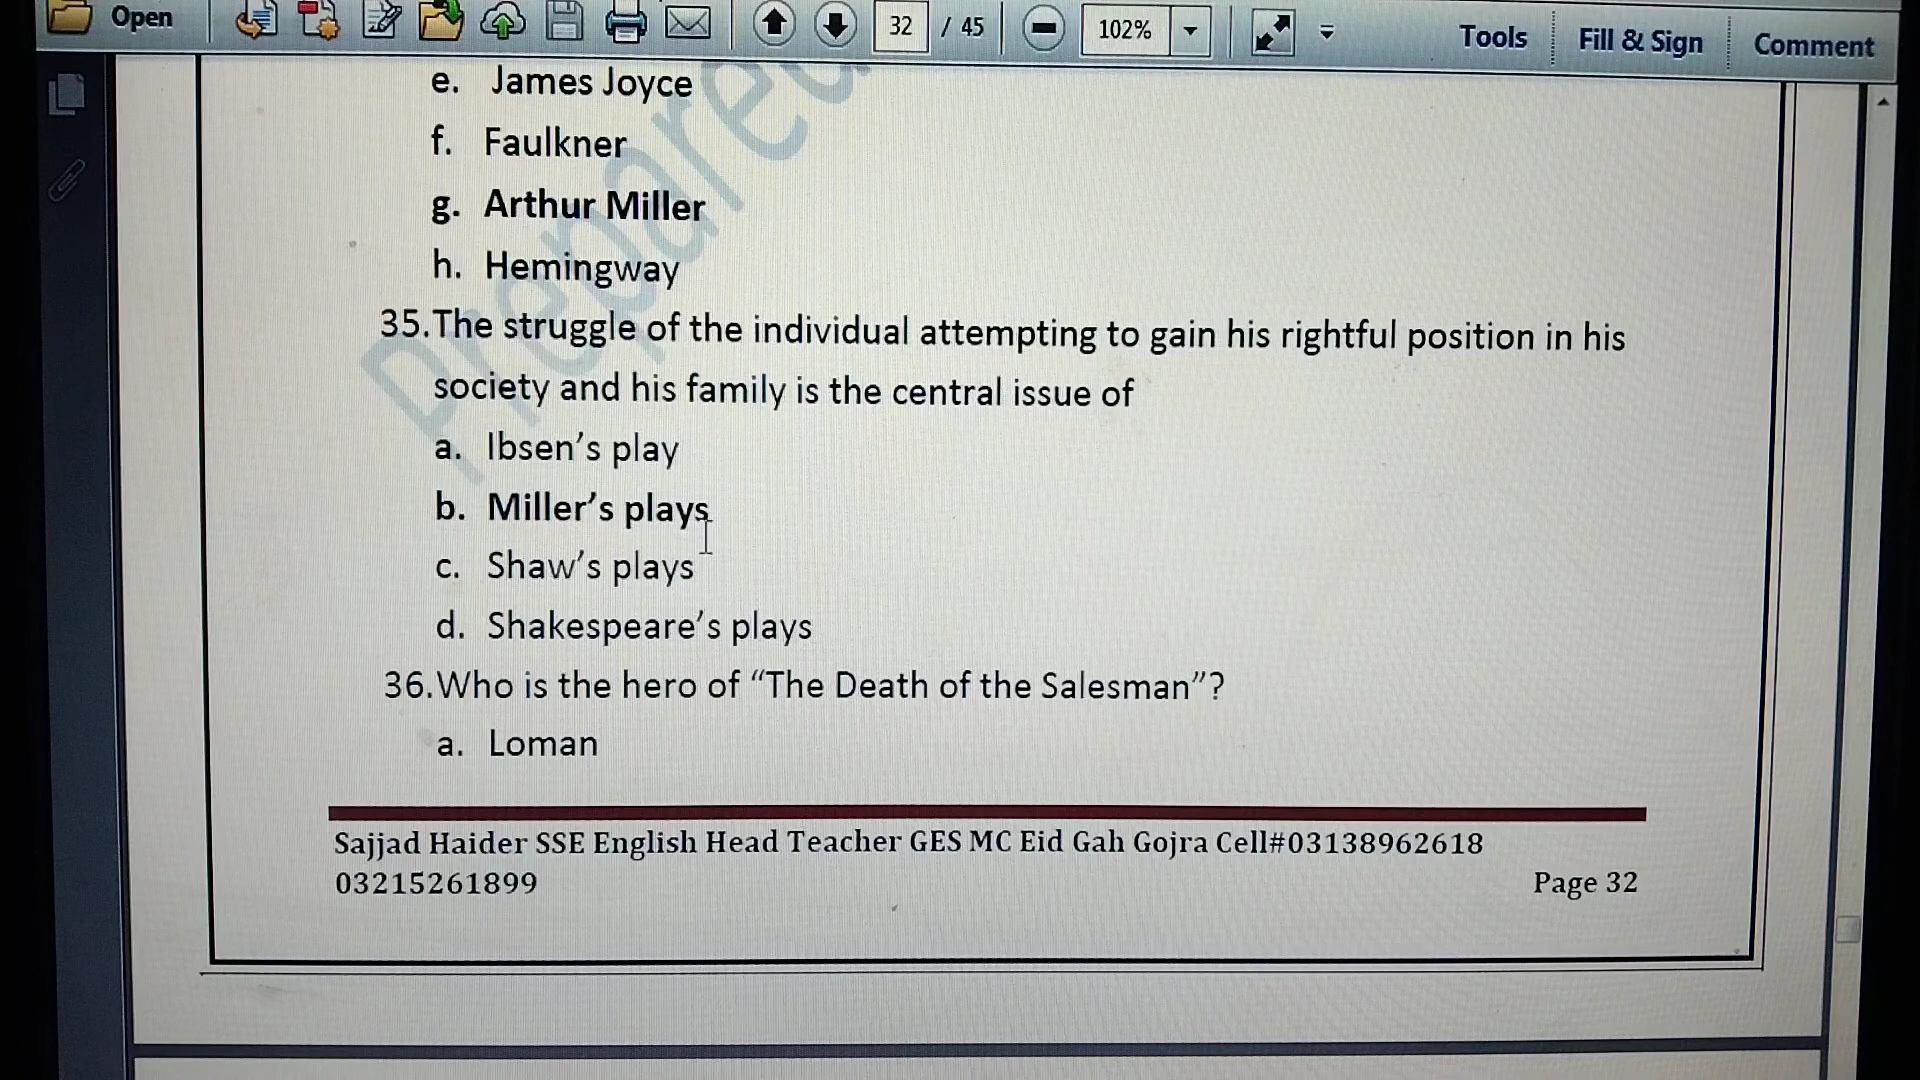 Open
32 / 45
102%
Tools
Fill & Sign
Comment
e. James Joyce
f. Faulkner
g. Arthur Miller
h. Hemingway
35.The struggle of the individual attempting to gain his rightful position in his
society and his family is the central issue of
a. Ibsen’s play
b. Miller’s plays
c. Shaw’s plays
d. Shakespeare’s plays
36.Who is the hero of “The Death of the Salesman”?
a. Loman
Prepared
Sajjad Haider SSE English Head Teacher GES MC Eid Gah Gojra Cell#03138962618
03215261899
Page 32